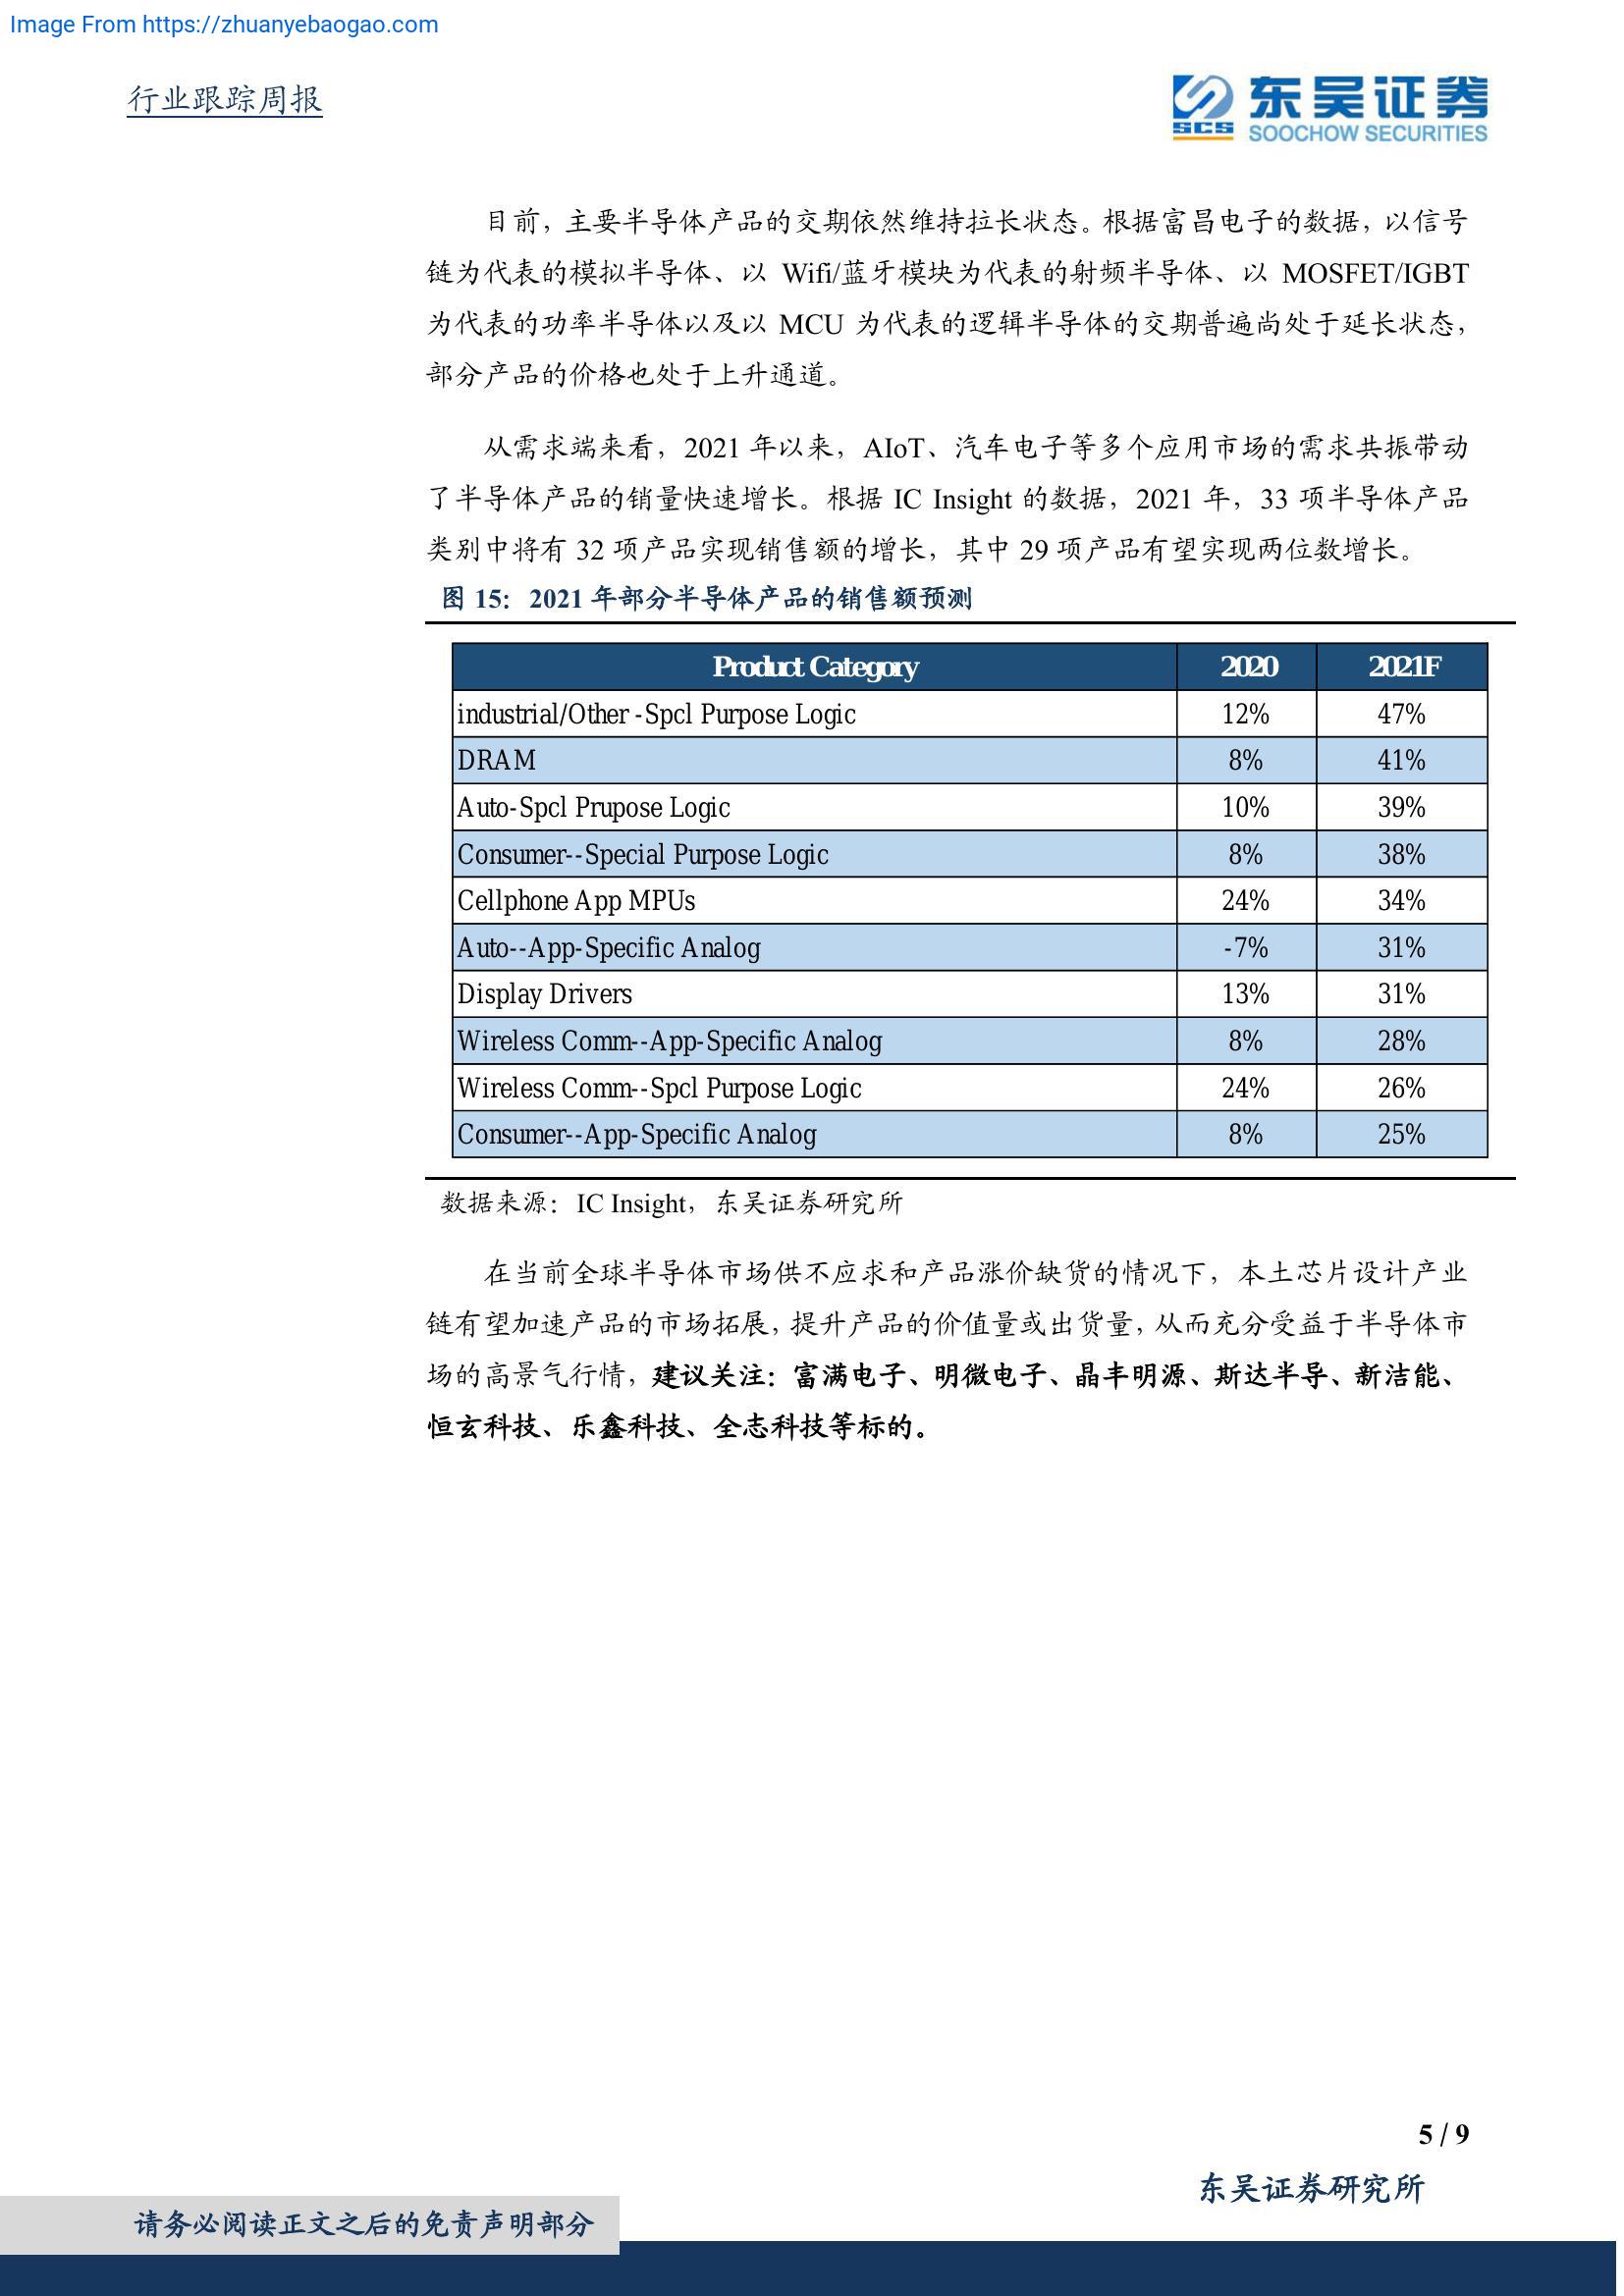 Image From https://zhuanyebaogao.com
行业跟踪周报
SCS
东吴证券
SOOCHOW SECURITIES
目前，主要半导体产品的交期依然维持拉长状态。根据富昌电子的数据，以信号
链为代表的模拟半导体、以 Wifi/蓝牙模块为代表的射频半导体、以 MOSFET/IGBT
为代表的功率半导体以及以 MCU 为代表的逻辑半导体的交期普遍尚处于延长状态，
部分产品的价格也处于上升通道。
从需求端来看，2021 年以来，AIoT、汽车电子等多个应用市场的需求共振带动
了半导体产品的销量快速增长。根据 IC Insight 的数据，2021 年，33 项半导体产品
类别中将有 32 项产品实现销售额的增长，其中 29 项产品有望实现两位数增长。
图 15：2021 年部分半导体产品的销售额预测
Product Category 2020 2021F
industrial/Other -Spcl Purpose Logic 12% 47%
DRAM 8% 41%
Auto-Spcl Prupose Logic 10% 39%
Consumer--Special Purpose Logic 8% 38%
Cellphone App MPUs 24% 34%
Auto--App-Specific Analog -7% 31%
Display Drivers 13% 31%
Wireless Comm--App-Specific Analog 8% 28%
Wireless Comm--Spcl Purpose Logic 24% 26%
Consumer--App-Specific Analog 8% 25%
数据来源：IC Insight，东吴证券研究所
在当前全球半导体市场供不应求和产品涨价缺货的情况下，本土芯片设计产业
链有望加速产品的市场拓展，提升产品的价值量或出货量，从而充分受益于半导体市
场的高景气行情，建议关注：富满电子、明微电子、晶丰明源、斯达半导、新洁能、
恒玄科技、乐鑫科技、全志科技等标的。
5 / 9
东吴证券研究所
请务必阅读正文之后的免责声明部分